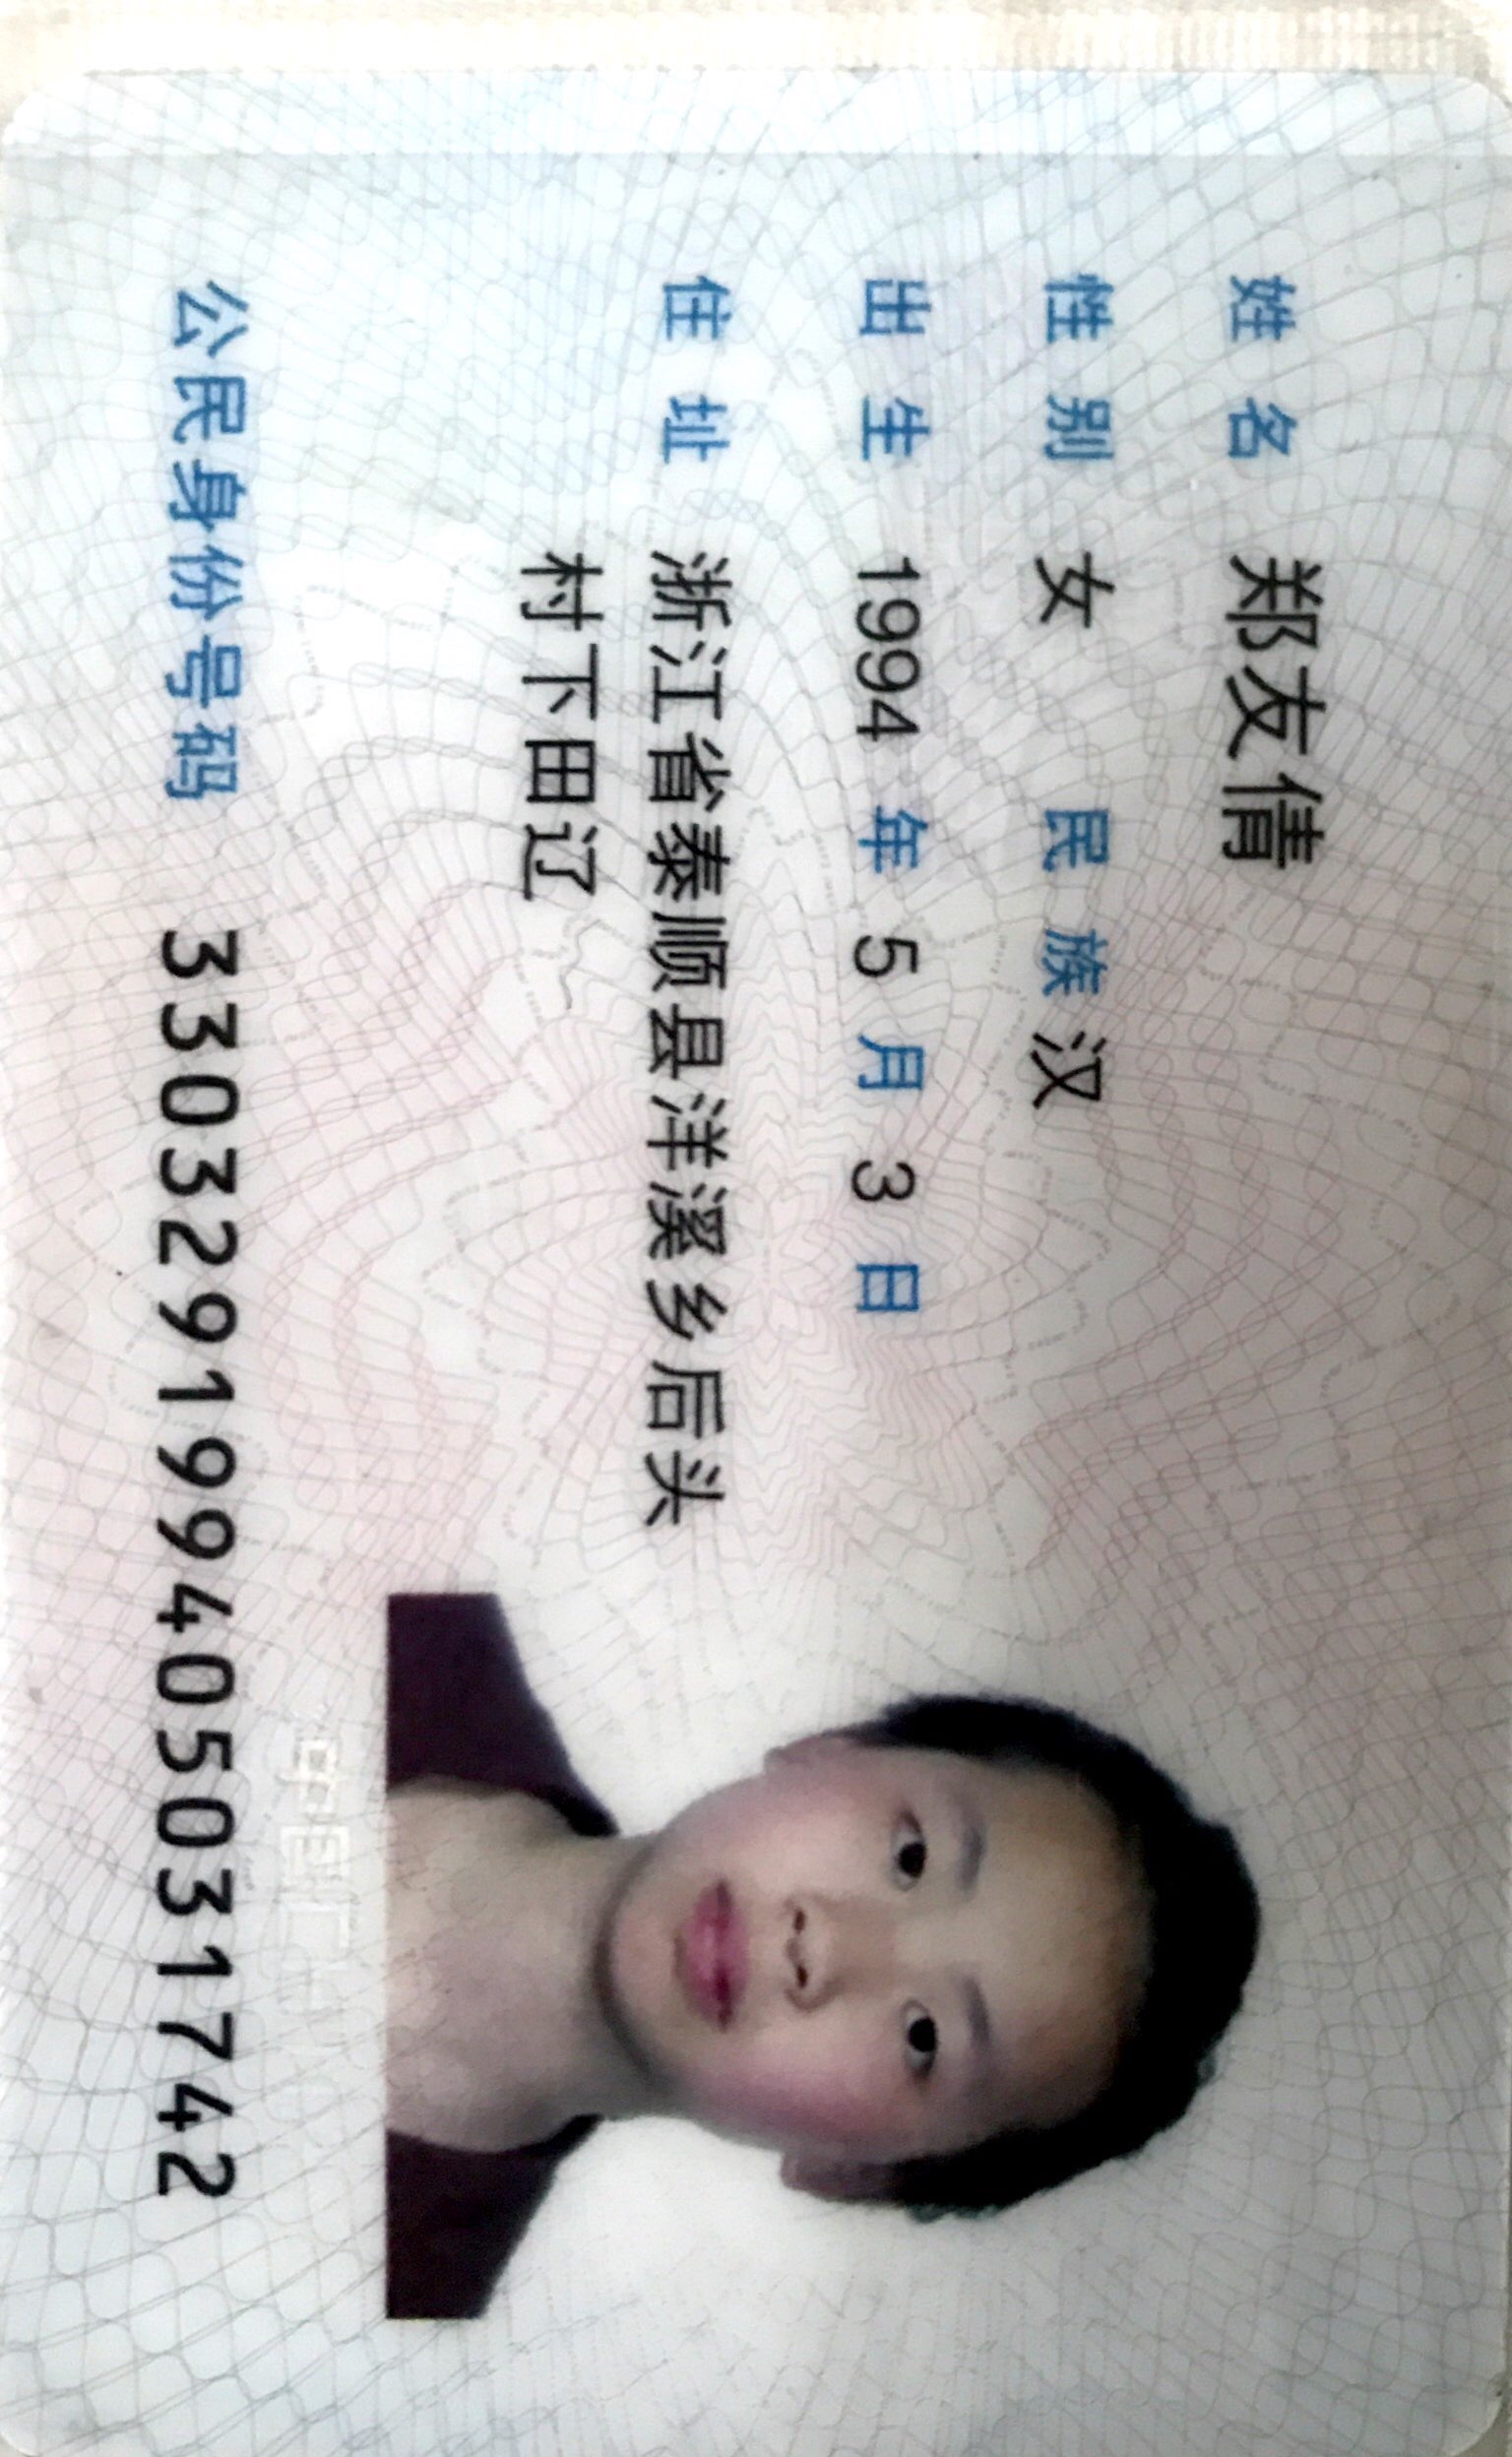 姓名 郑友倩
性别 女 民族 汉
出生 1994 年 5 月 3 日
住址 浙江省泰顺县洋溪乡后头
村下田辽
公民身份号码 330329199405031742